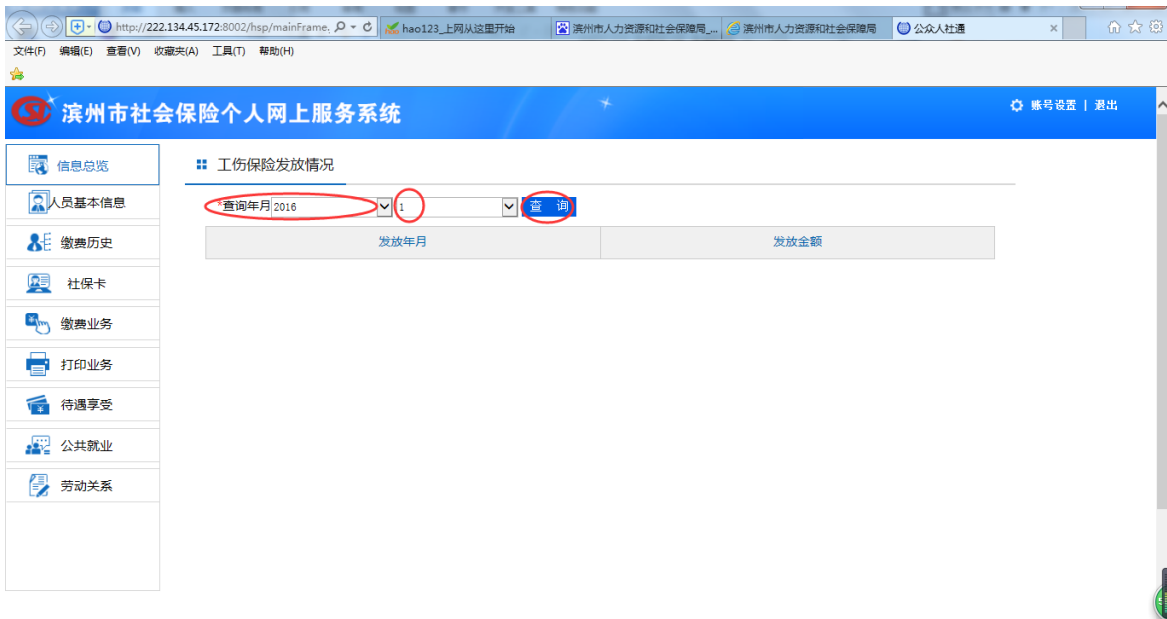 http://222.134.45.172:8002/hsp/mainFrame, hao123_上网从这里开始 滨州市人力资源和社会保障局_... 滨州市人力资源和社会保障局 公众人社通
文件(F) 编辑(E) 查看(V) 收藏夹(A) 工具(T) 帮助(H)
滨州市社会保险个人网上服务系统 账号设置 | 退出
信息总览
人员基本信息
缴费历史
社保卡
缴费业务
打印业务
待遇享受
公共就业
劳动关系
工伤保险发放情况
*查询年月 2016 1 查 询
发放年月 发放金额